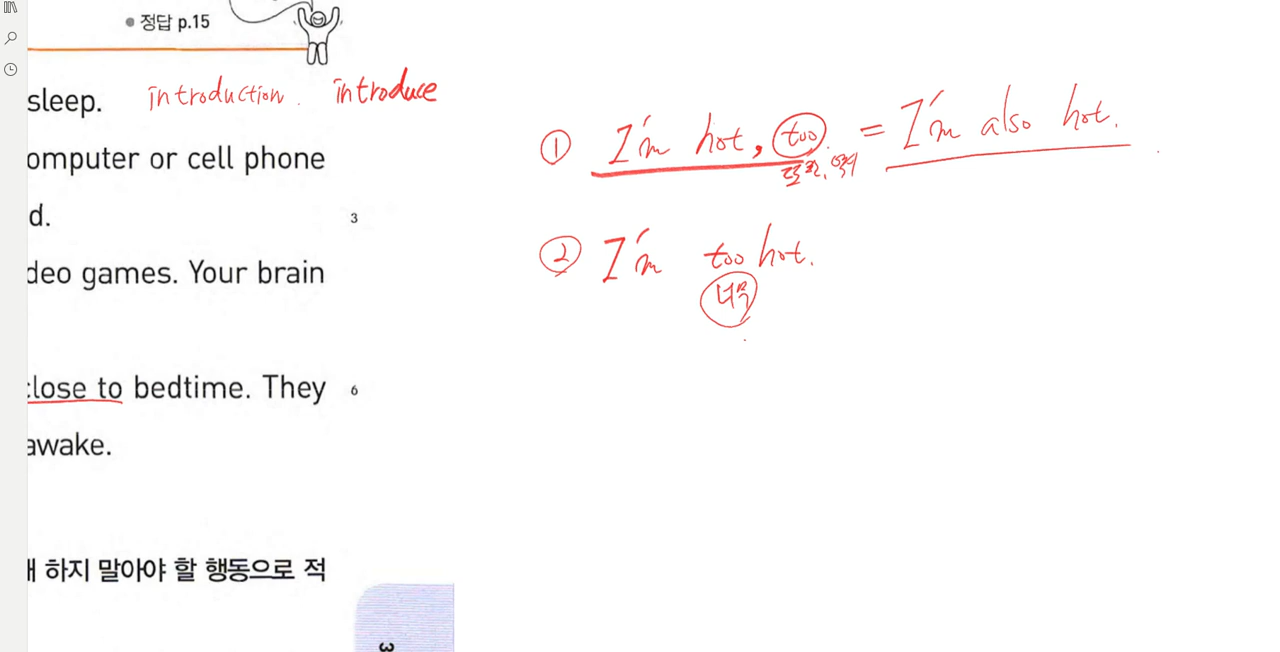 정답 p.15
sleep. introduction. introduce
omputer or cell phone
d. 3
deo games. Your brain
close to bedtime. They 6
awake.
하지 말아야 할 행동으로 적
3
① I'm hot, too. = I'm also hot.
또한, 역시
② I'm too hot.
너무